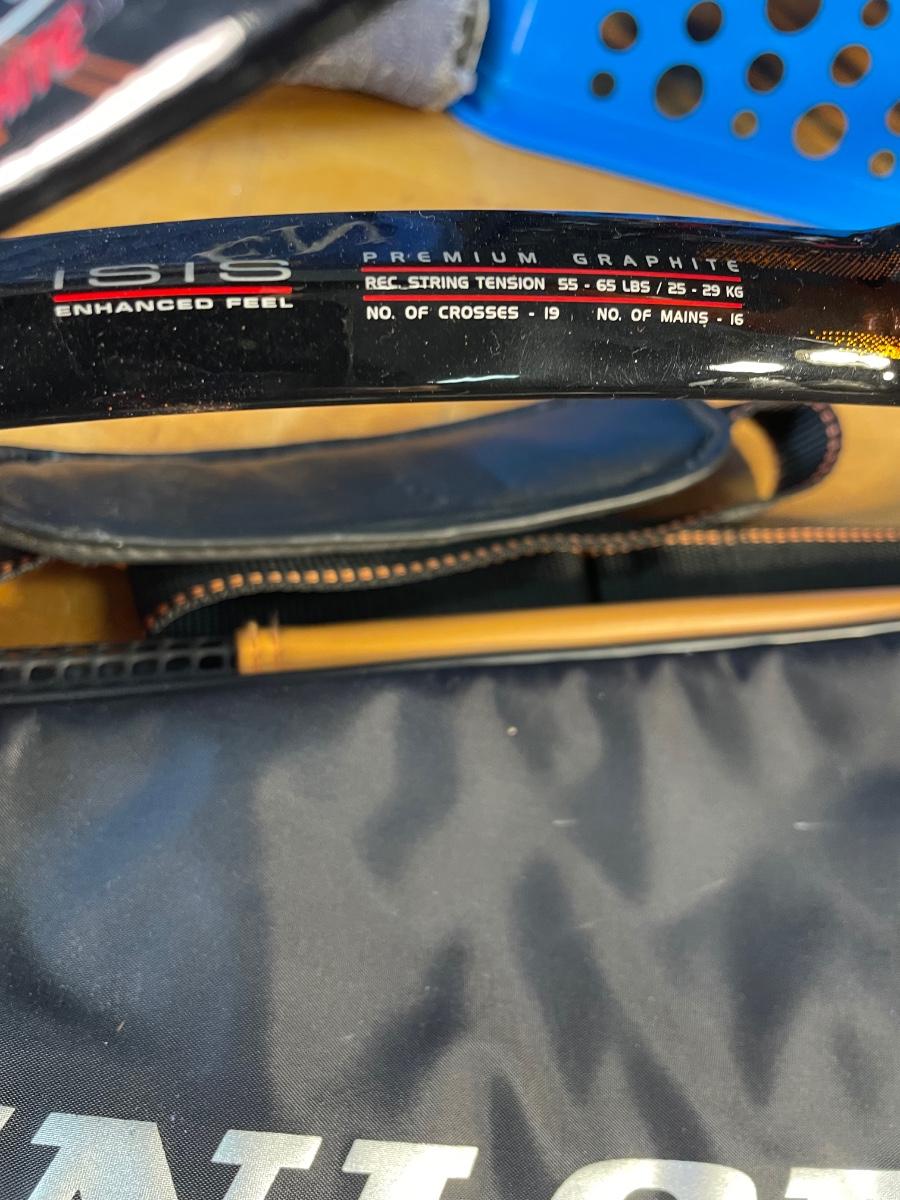 ISIS
ENHANCED FEEL
PREMIUM GRAPHITE
REC. STRING TENSION 55 - 65 LBS / 25 - 29 KG
NO. OF CROSSES - 19 NO. OF MAINS - 16